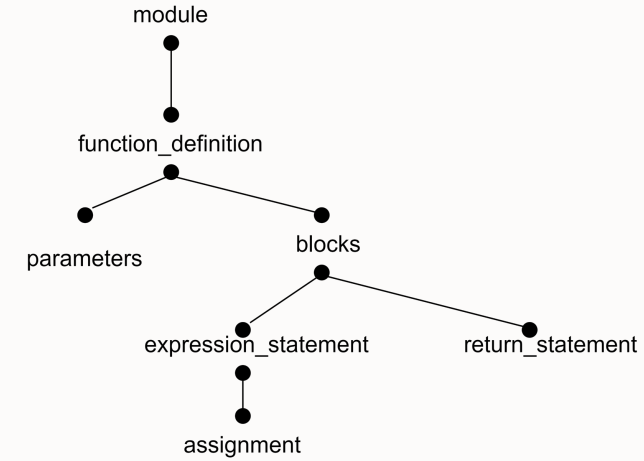 module
function_definition
parameters
blocks
expression_statement
return_statement
assignment